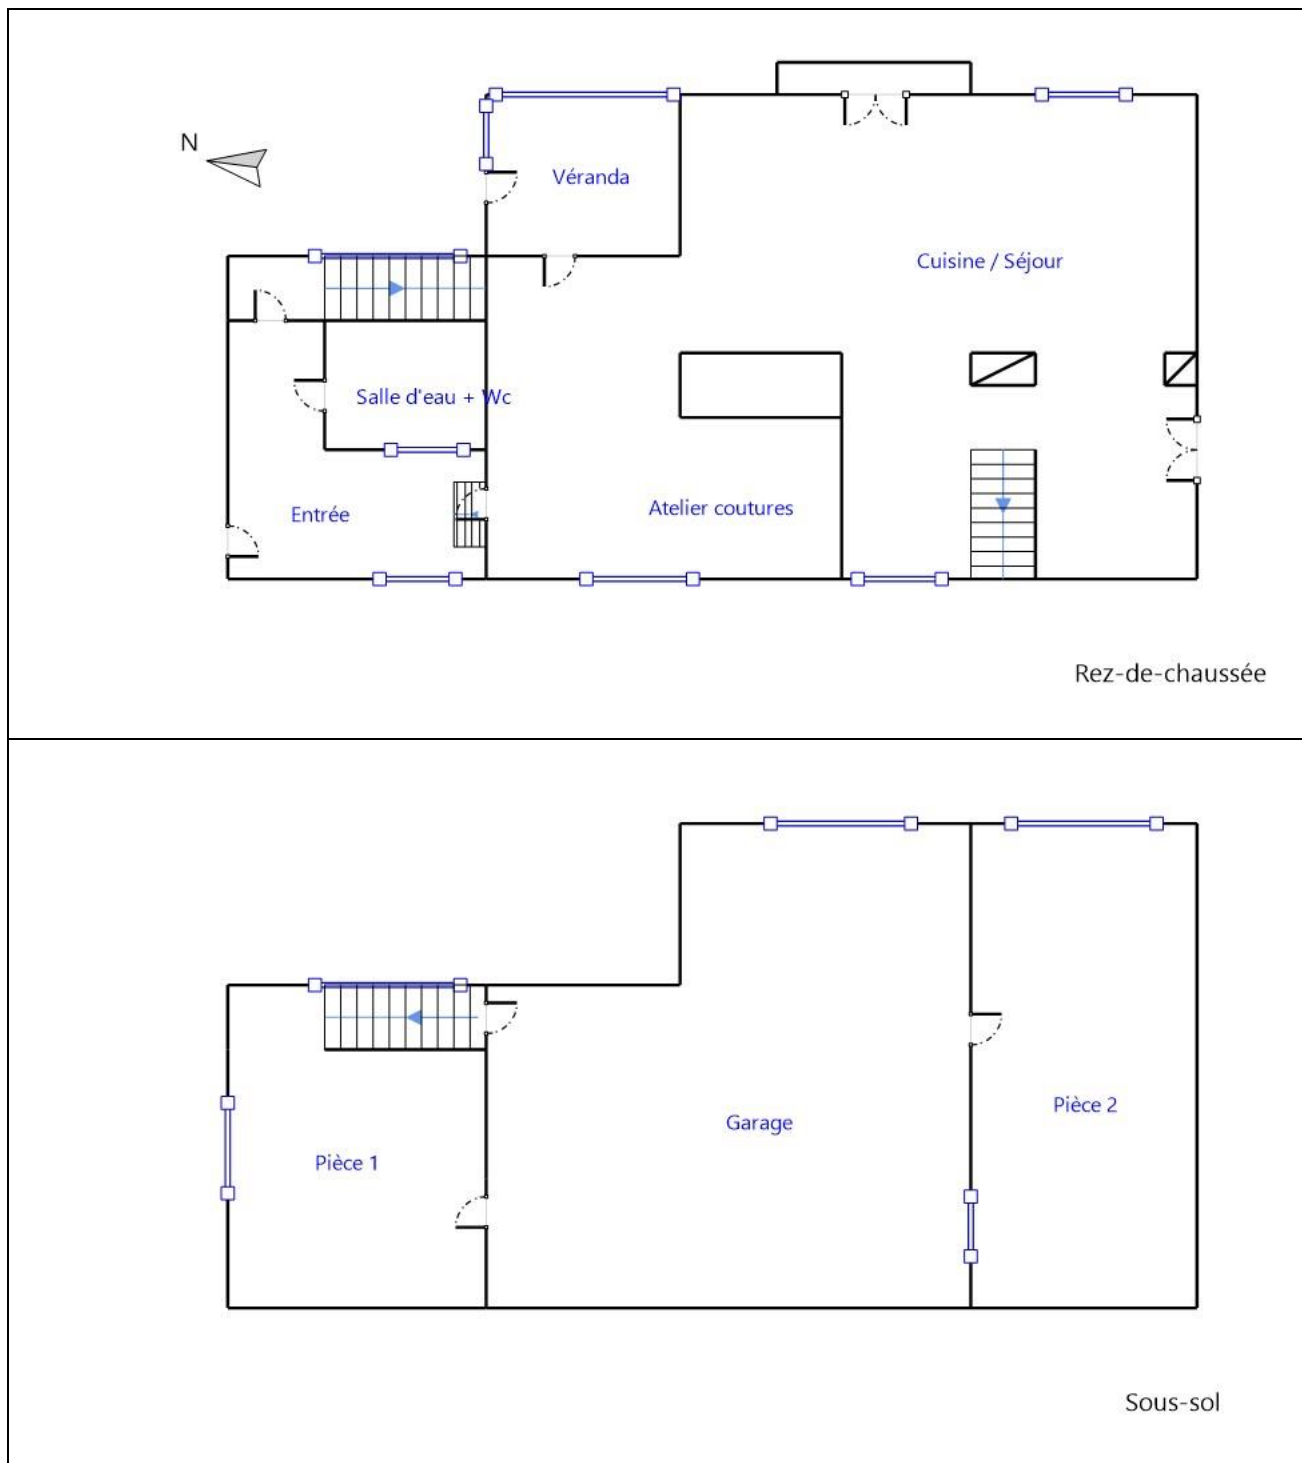 N
Véranda
Cuisine / Séjour
Salle d'eau + Wc
Entrée
Atelier coutures
Rez-de-chaussée
Garage
Pièce 2
Pièce 1
Sous-sol